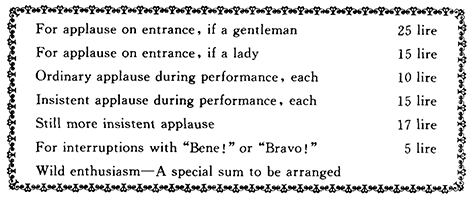 For applause on entrance, if a gentleman 25 lire
For applause on entrance, if a lady 15 lire
Ordinary applause during performance, each 10 lire
Insistent applause during performance, each 15 lire
Still more insistent applause 17 lire
For interruptions with “Bene!” or “Bravo!” 5 lire
Wild enthusiasm—A special sum to be arranged